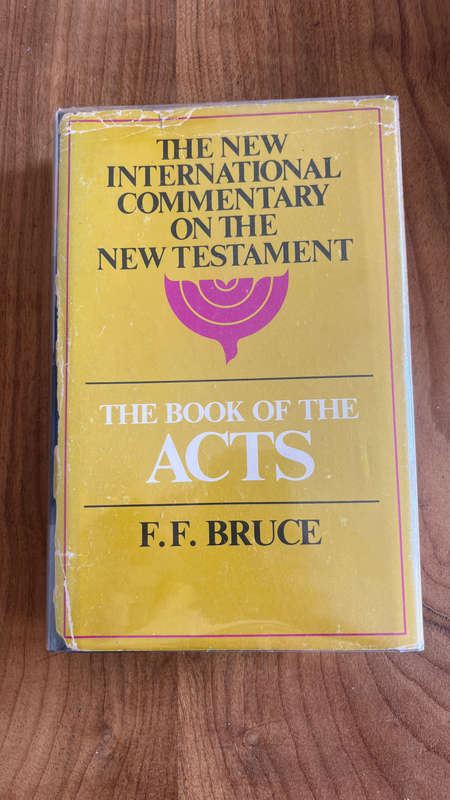 THE NEW
INTERNATIONAL
COMMENTARY
ON THE
NEW TESTAMENT
THE BOOK OF THE
ACTS
F. F. BRUCE